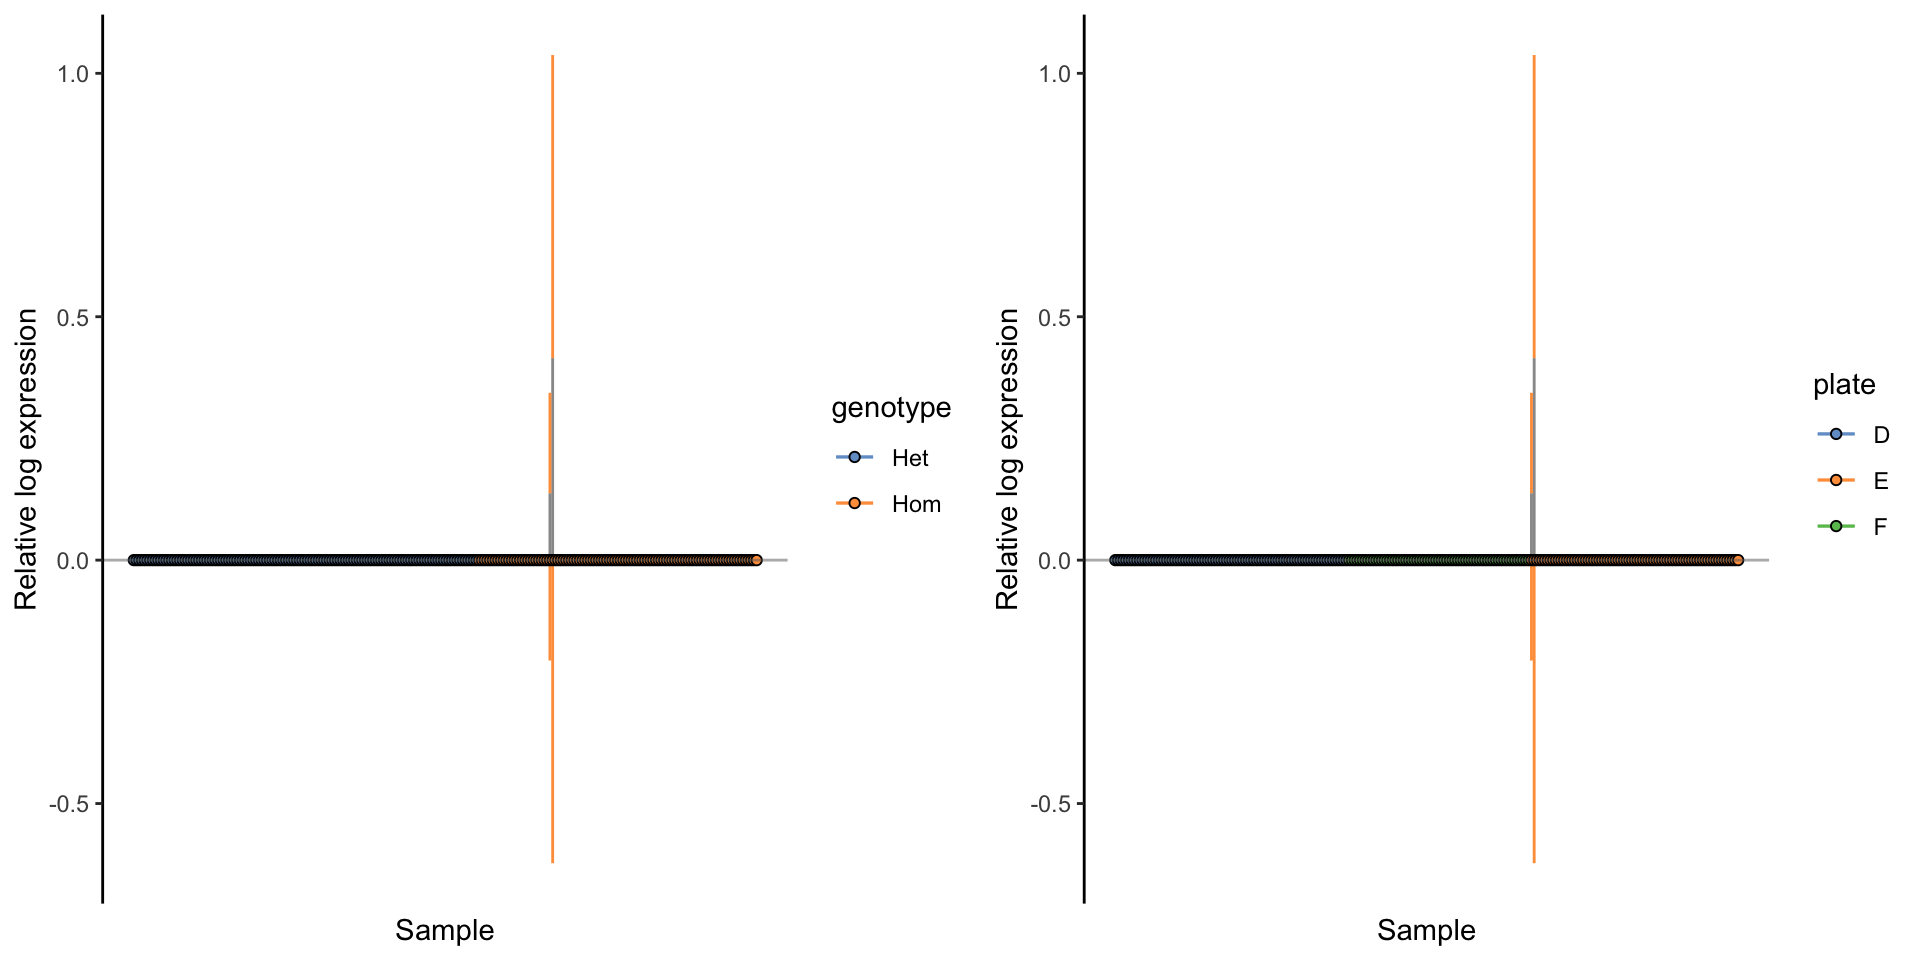 Relative log expression
1.0
0.5
0.0
-0.5
Sample
genotype
Het
Hom
Relative log expression
1.0
0.5
0.0
-0.5
Sample
plate
D
E
F